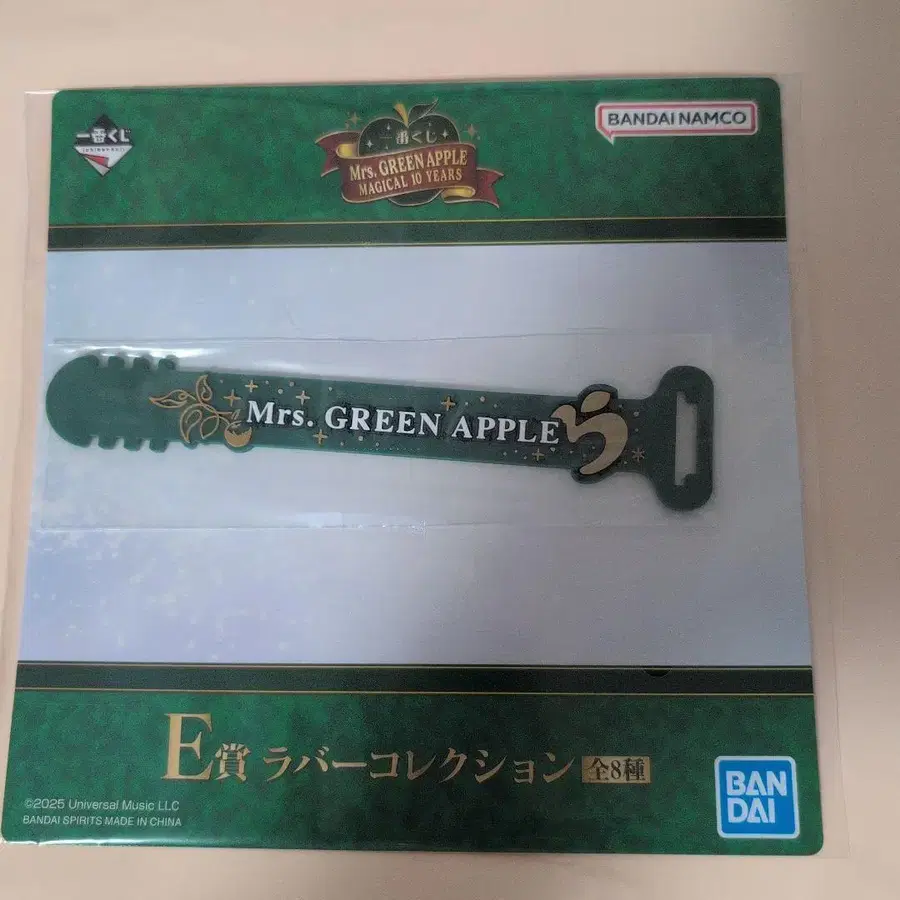 一番くじ
一番くじ
Mrs. GREEN APPLE
MAGICAL 10 YEARS
BANDAI NAMCO
Mrs. GREEN APPLE
E賞 ラバーコレクション 全8種
©2025 Universal Music LLC
BANDAI SPIRITS MADE IN CHINA
BAN
DAI